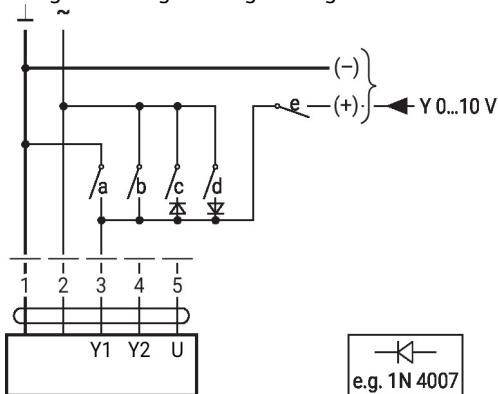 ⊥ ~
(–)
e (+) Y 0...10 V
a b c d
1 2 3 4 5
Y1 Y2 U
e.g. 1N 4007